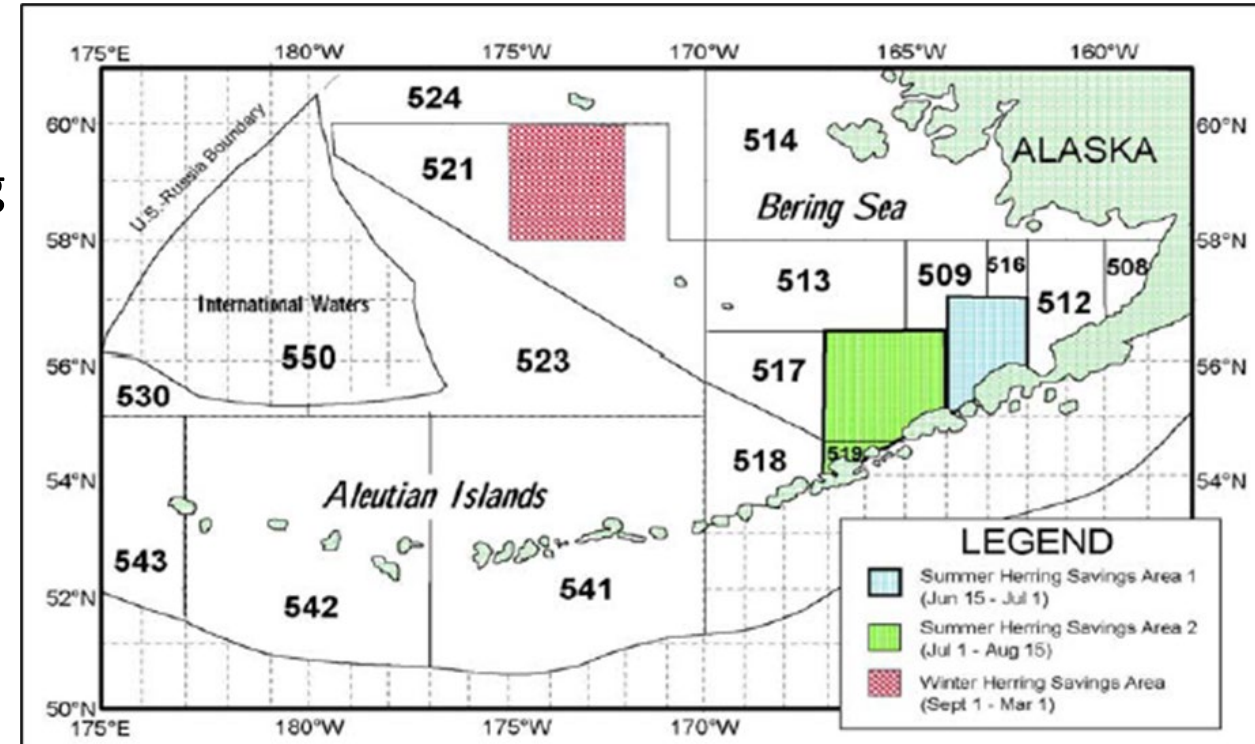 g
175°E 180°W 175°W 170°W 165°W 160°W
524
60°N 60°N
514
ALASKA
521
U.S.-Russia Boundary
Bering Sea
58°N 58°N
513 509 516 508
512
International Waters
550 523 517
56°N 56°N
530
518 519
54°N 54°N
Aleutian Islands
543 542 541
52°N
LEGEND
Summer Herring Savings Area 1
(Jun 15 - Jul 1)
Summer Herring Savings Area 2
(Jul 1 - Aug 15)
Winter Herring Savings Area
(Sept 1 - Mar 1)
50°N
175°E 180°W 175°W 170°W